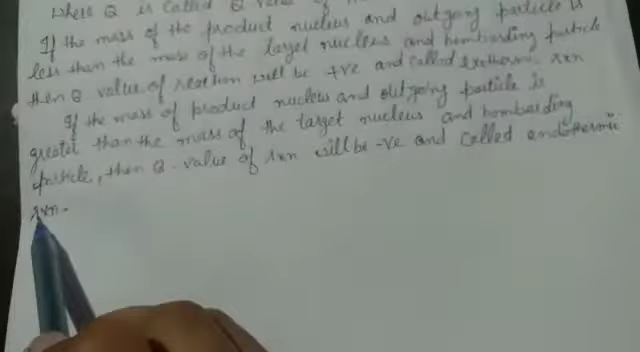 where Q is called Q value of
If the mass of the product nucleus and outgoing particle is
less than the mass of the target nucleus and bombarding particle
then Q value of reaction will be +ve and called exothermic rxn
If the mass of product nucleus and outgoing particle is
greater than the mass of the target nucleus and bombarding
particle, then Q-value of rxn will be -ve and called endothermic
rxn.